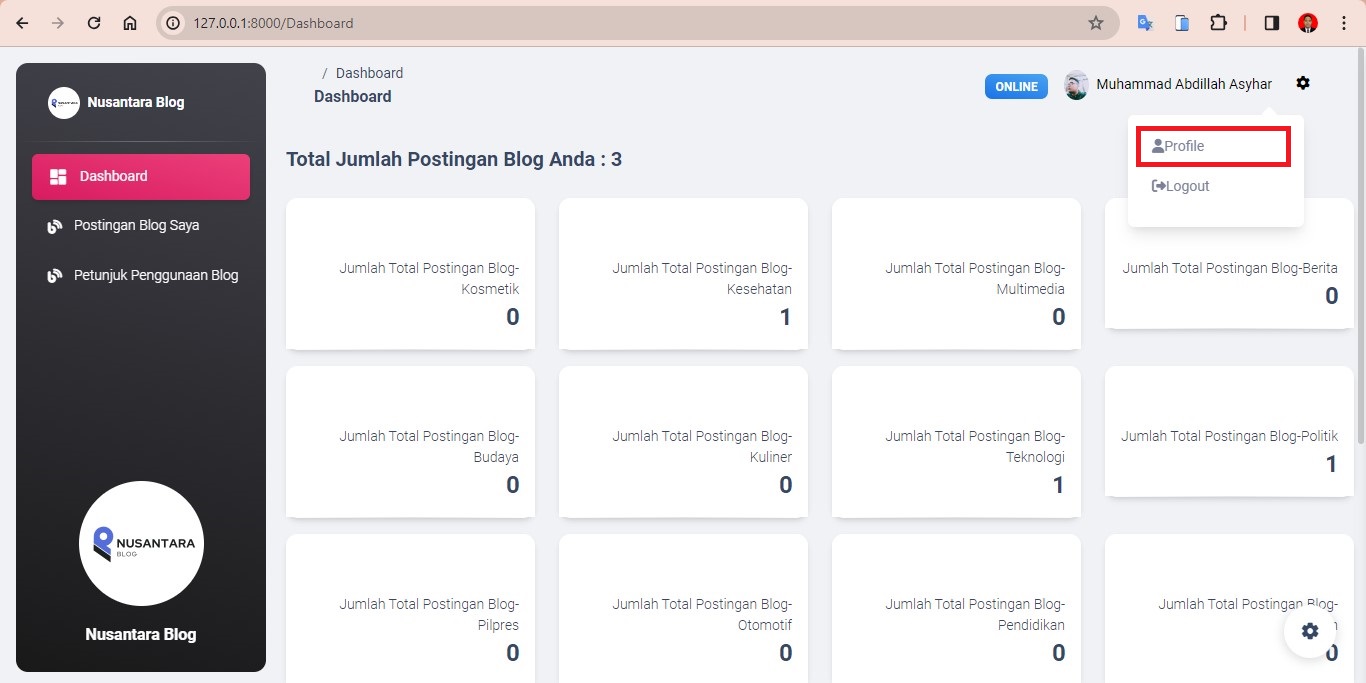 127.0.0.1:8000/Dashboard
Nusantara Blog
Dashboard
Postingan Blog Saya
Petunjuk Penggunaan Blog
NUSANTARA
BLOG
Nusantara Blog
/ Dashboard
Dashboard
ONLINE
Muhammad Abdillah Asyhar
Profile
Logout
Total Jumlah Postingan Blog Anda : 3
Jumlah Total Postingan Blog-
Kosmetik
0
Jumlah Total Postingan Blog-
Kesehatan
1
Jumlah Total Postingan Blog-
Multimedia
0
Jumlah Total Postingan Blog-Berita
0
Jumlah Total Postingan Blog-
Budaya
0
Jumlah Total Postingan Blog-
Kuliner
0
Jumlah Total Postingan Blog-
Teknologi
1
Jumlah Total Postingan Blog-Politik
1
Jumlah Total Postingan Blog-
Pilpres
0
Jumlah Total Postingan Blog-
Otomotif
0
Jumlah Total Postingan Blog-
Pendidikan
0
Jumlah Total Postingan Blog-
0